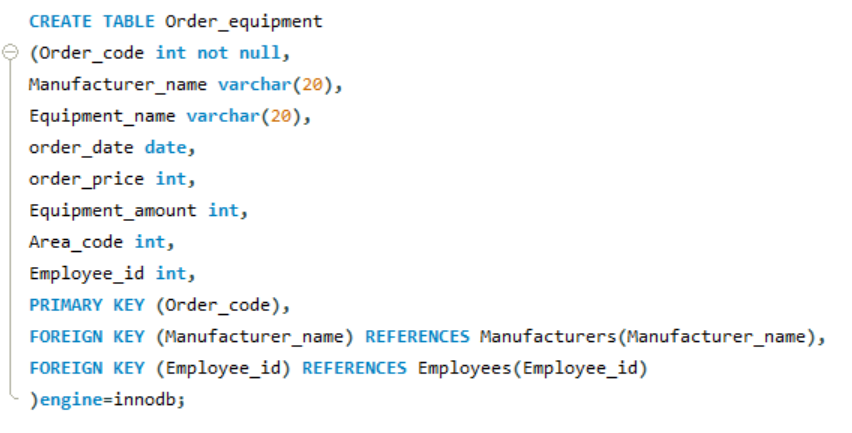 CREATE TABLE Order_equipment
(Order_code int not null,
Manufacturer_name varchar(20),
Equipment_name varchar(20),
order_date date,
order_price int,
Equipment_amount int,
Area_code int,
Employee_id int,
PRIMARY KEY (Order_code),
FOREIGN KEY (Manufacturer_name) REFERENCES Manufacturers(Manufacturer_name),
FOREIGN KEY (Employee_id) REFERENCES Employees(Employee_id)
)engine=innodb;